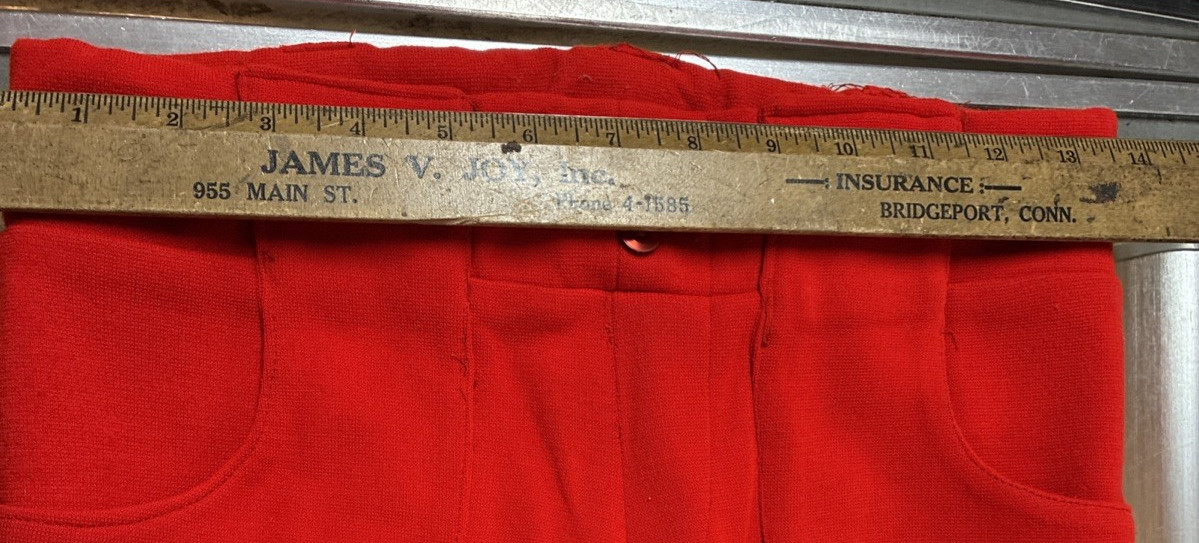 1 2 3 4 5 6 7 8 9 10 11 12 13 14
JAMES V. JOY, Inc.
955 MAIN ST.
Phone 4-1585
INSURANCE
BRIDGEPORT, CONN.